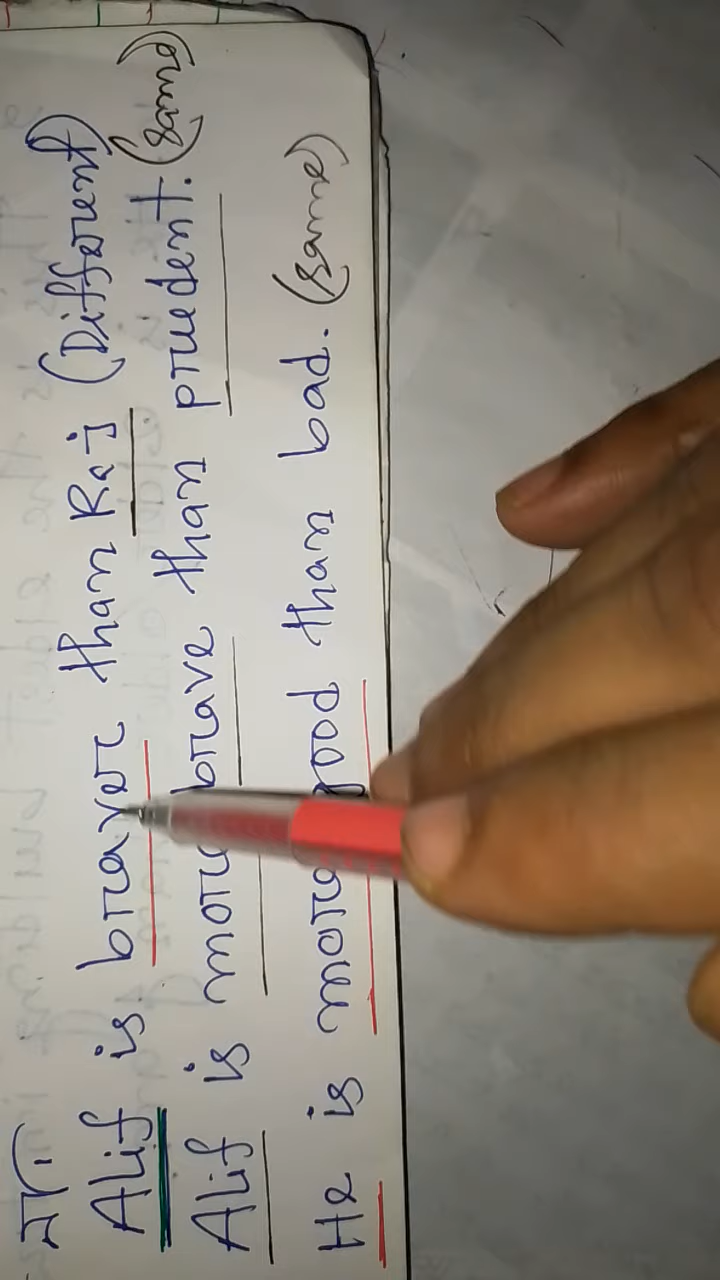 Alif is braver than Raj (Different)
Alif is more brave than prudent. (same)
He is more good than bad. (same)